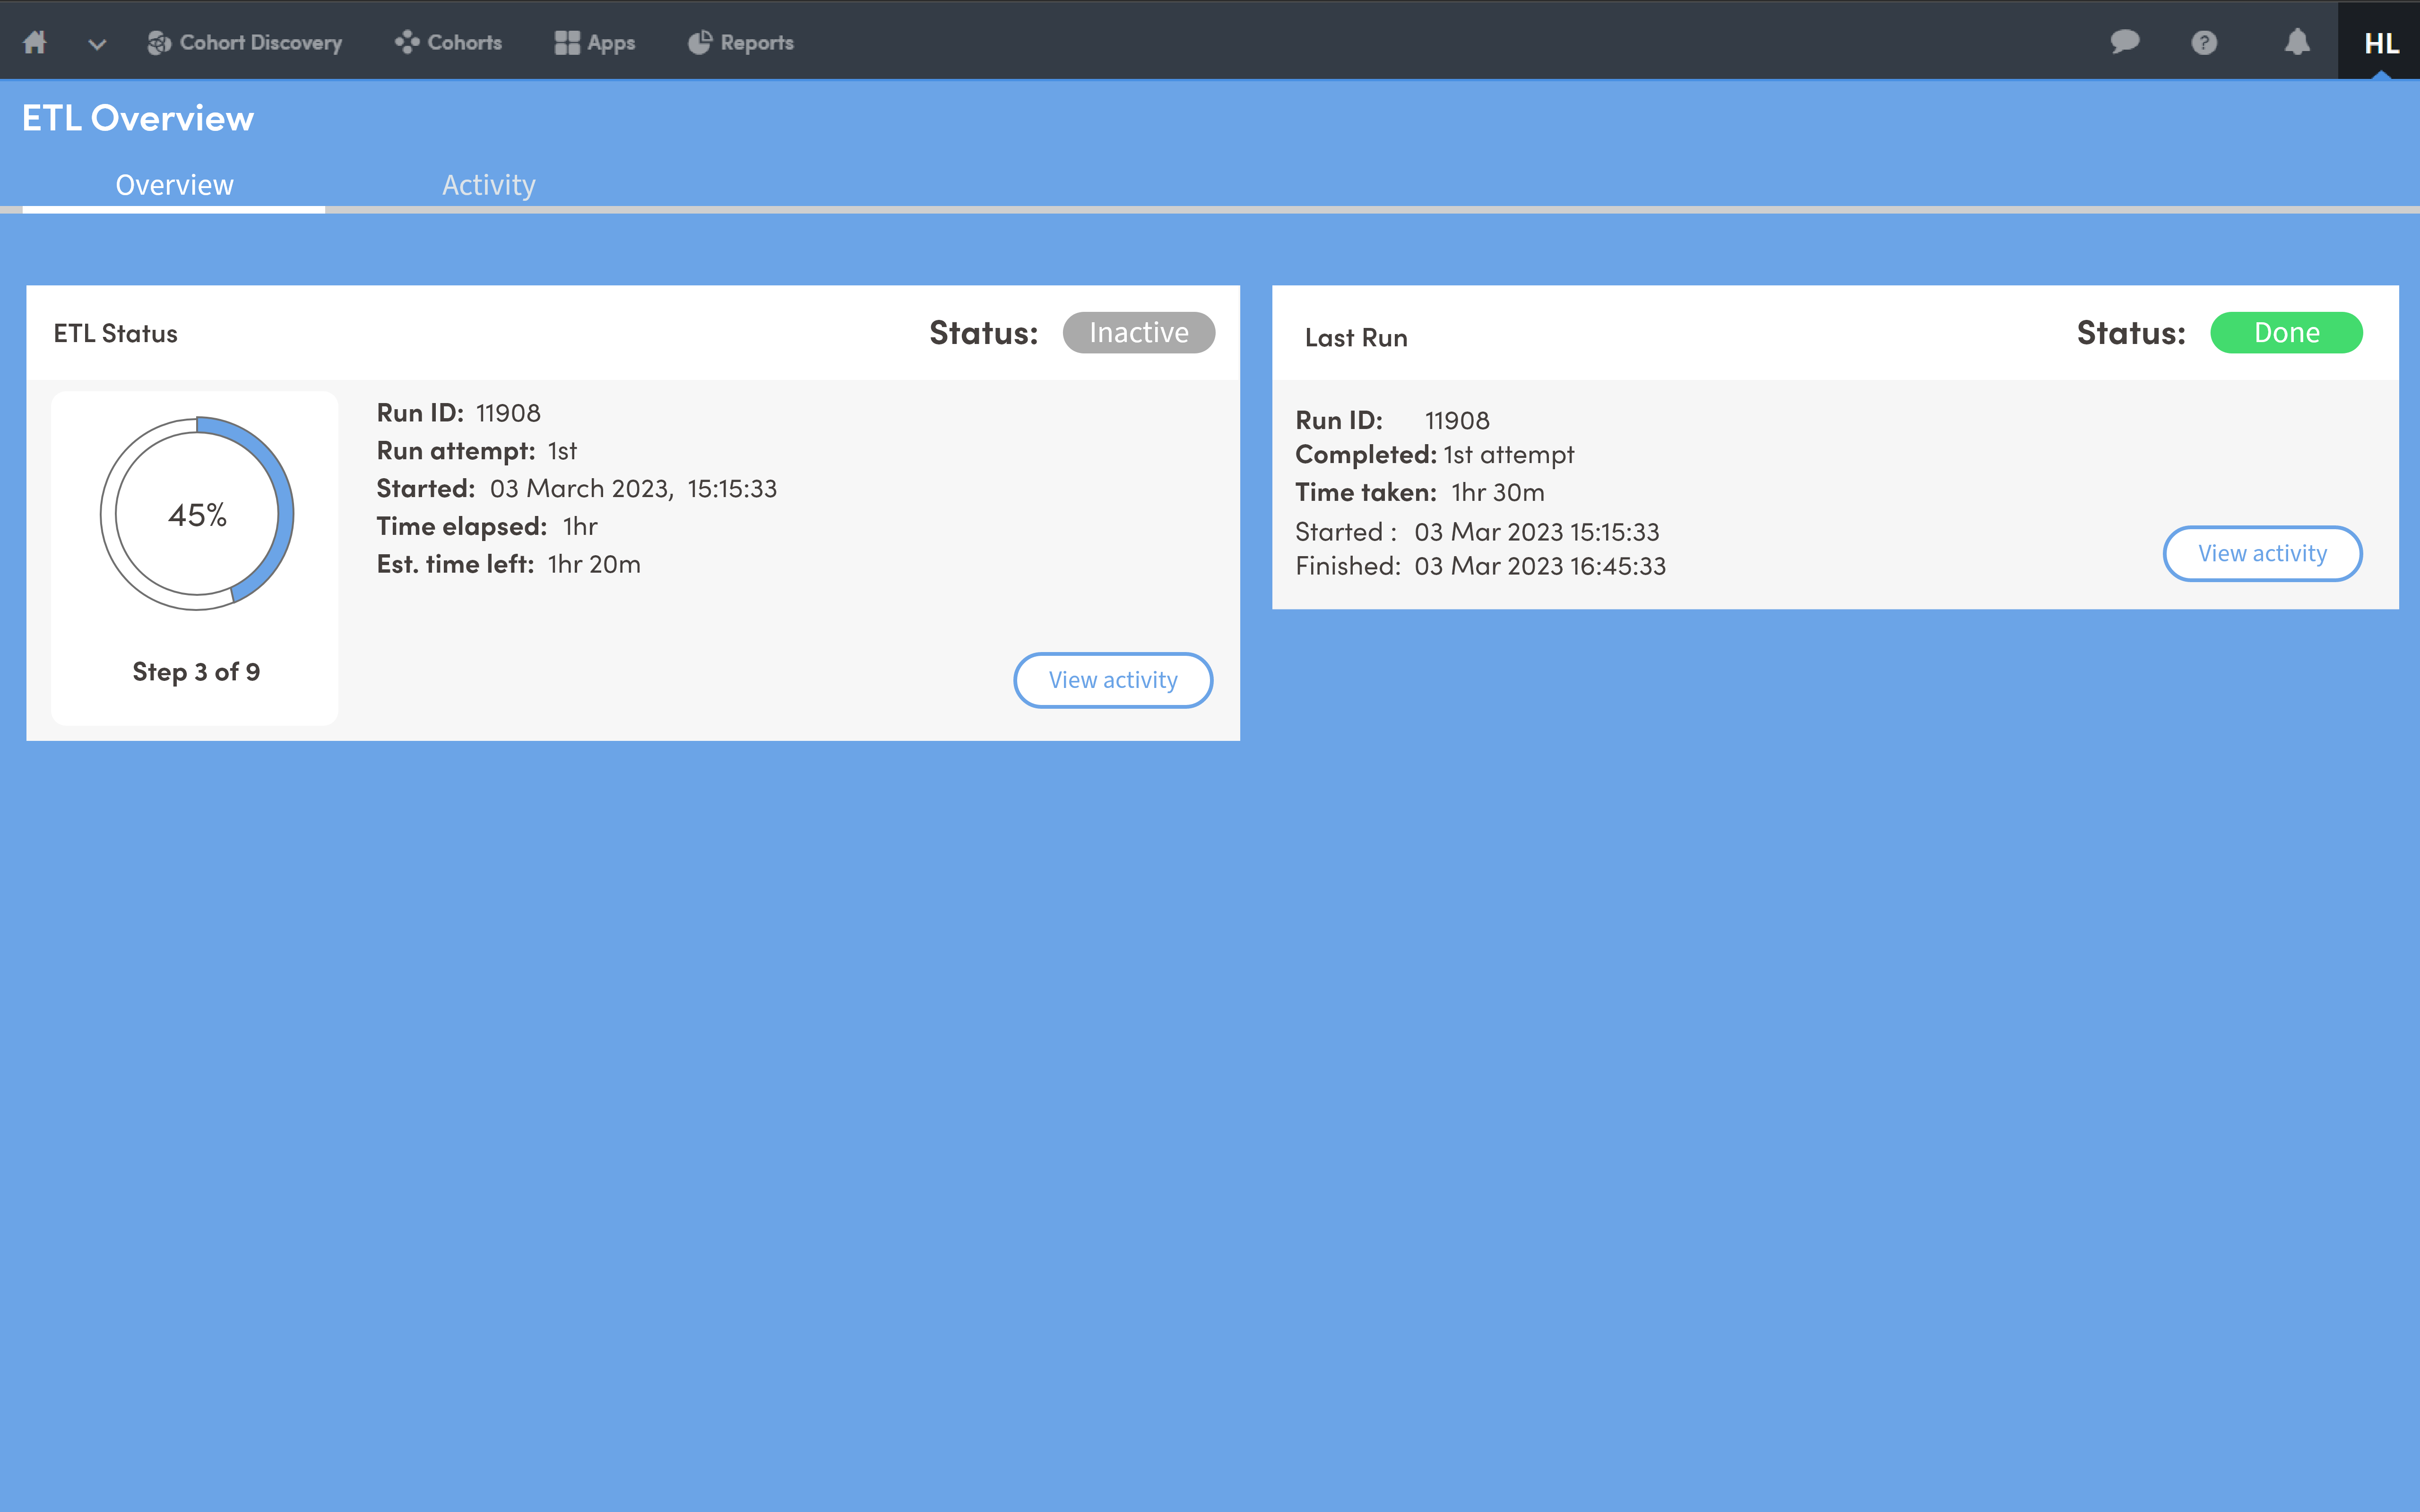 Cohort Discovery Cohorts Apps Reports ? HL
ETL Overview
Overview Activity
ETL Status Status: Inactive
45%
Step 3 of 9
Run ID: 11908
Run attempt: 1st
Started: 03 March 2023, 15:15:33
Time elapsed: 1hr
Est. time left: 1hr 20m
View activity
Last Run Status: Done
Run ID: 11908
Completed: 1st attempt
Time taken: 1hr 30m
Started : 03 Mar 2023 15:15:33
Finished: 03 Mar 2023 16:45:33
View activity